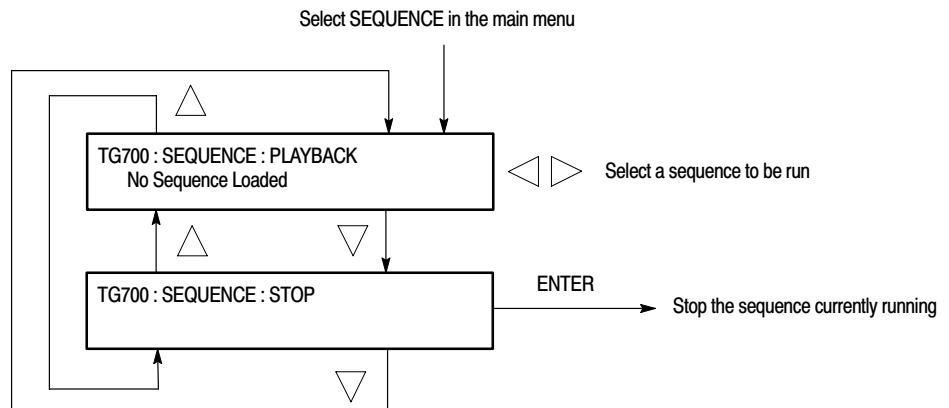 Select SEQUENCE in the main menu
TG700 : SEQUENCE : PLAYBACK
No Sequence Loaded
Select a sequence to be run
TG700 : SEQUENCE : STOP
ENTER
Stop the sequence currently running